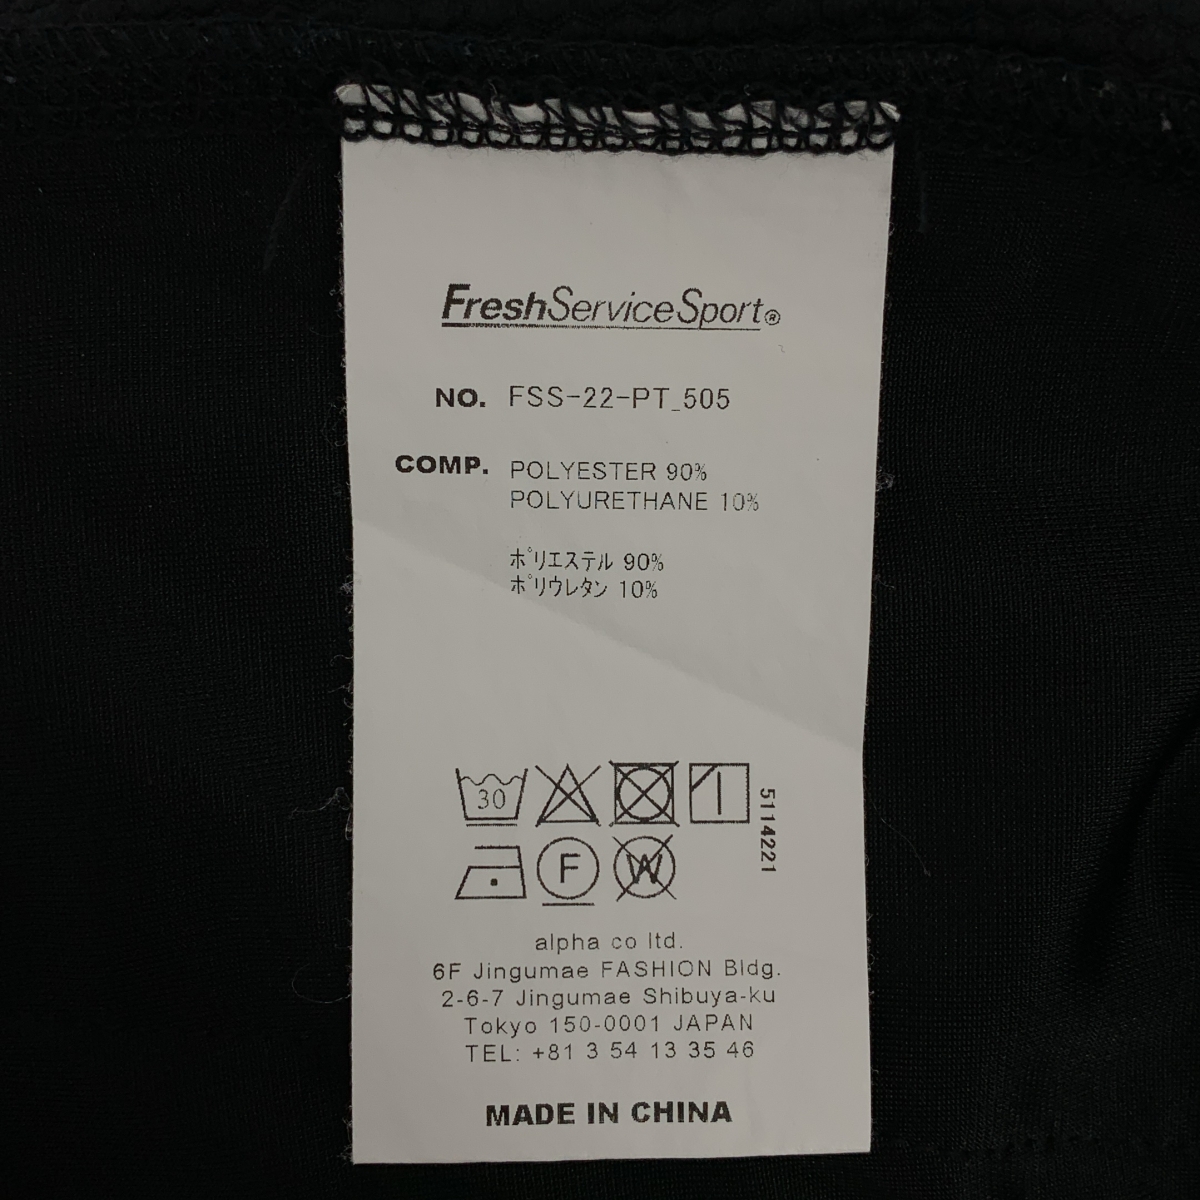 FreshServiceSport®
NO. FSS-22-PT_505
COMP. POLYESTER 90%
POLYURETHANE 10%
ﾎﾟﾘｴｽﾃﾙ 90%
ﾎﾟﾘｳﾚﾀﾝ 10%
30
5114221
F W
alpha co ltd.
6F Jingumae FASHION Bldg.
2-6-7 Jingumae Shibuya-ku
Tokyo 150-0001 JAPAN
TEL: +81 3 54 13 35 46
MADE IN CHINA